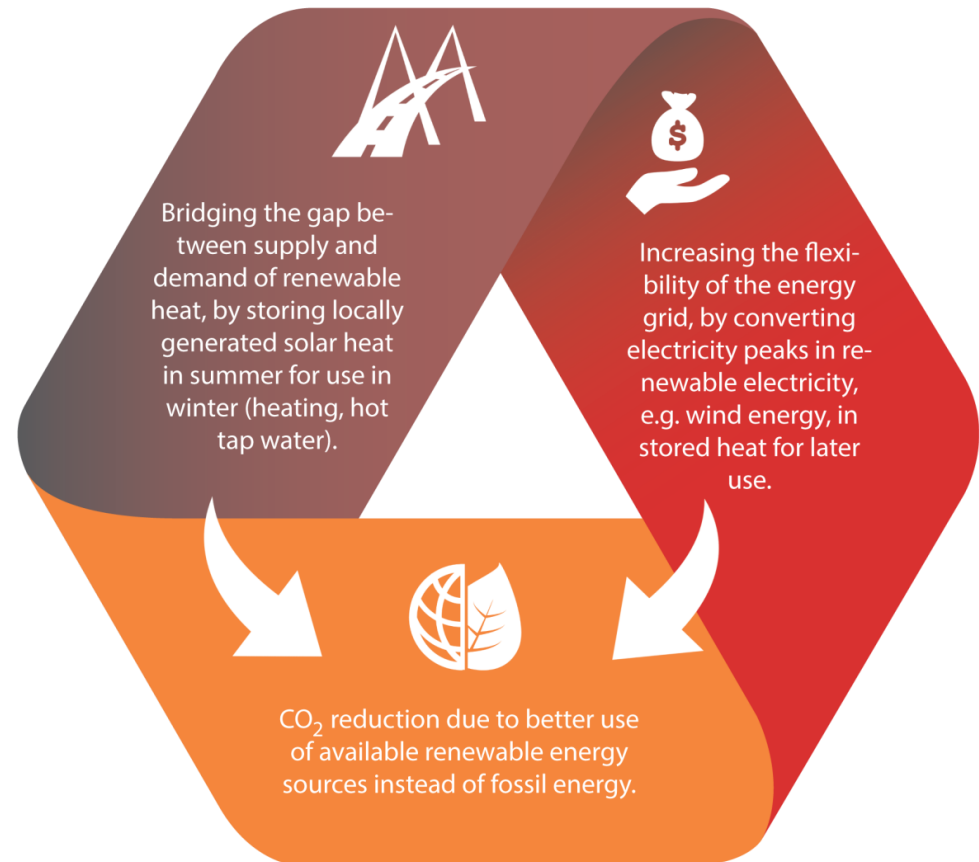 Bridging the gap be-
tween supply and
demand of renewable
heat, by storing locally
generated solar heat
in summer for use in
winter (heating, hot
tap water).
$
Increasing the flexi-
bility of the energy
grid, by converting
electricity peaks in re-
newable electricity,
e.g. wind energy, in
stored heat for later
use.
CO₂ reduction due to better use
of available renewable energy
sources instead of fossil energy.